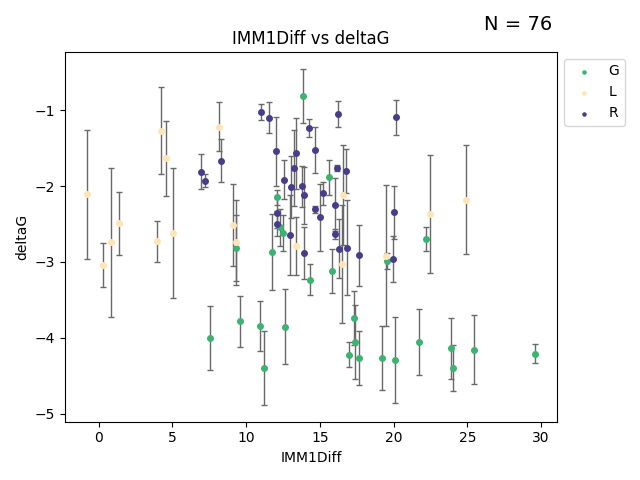 N = 76
IMM1Diff vs deltaG
G
L
R
deltaG
−1
−2
−3
−4
−5
0 5 10 15 20 25 30
IMM1Diff